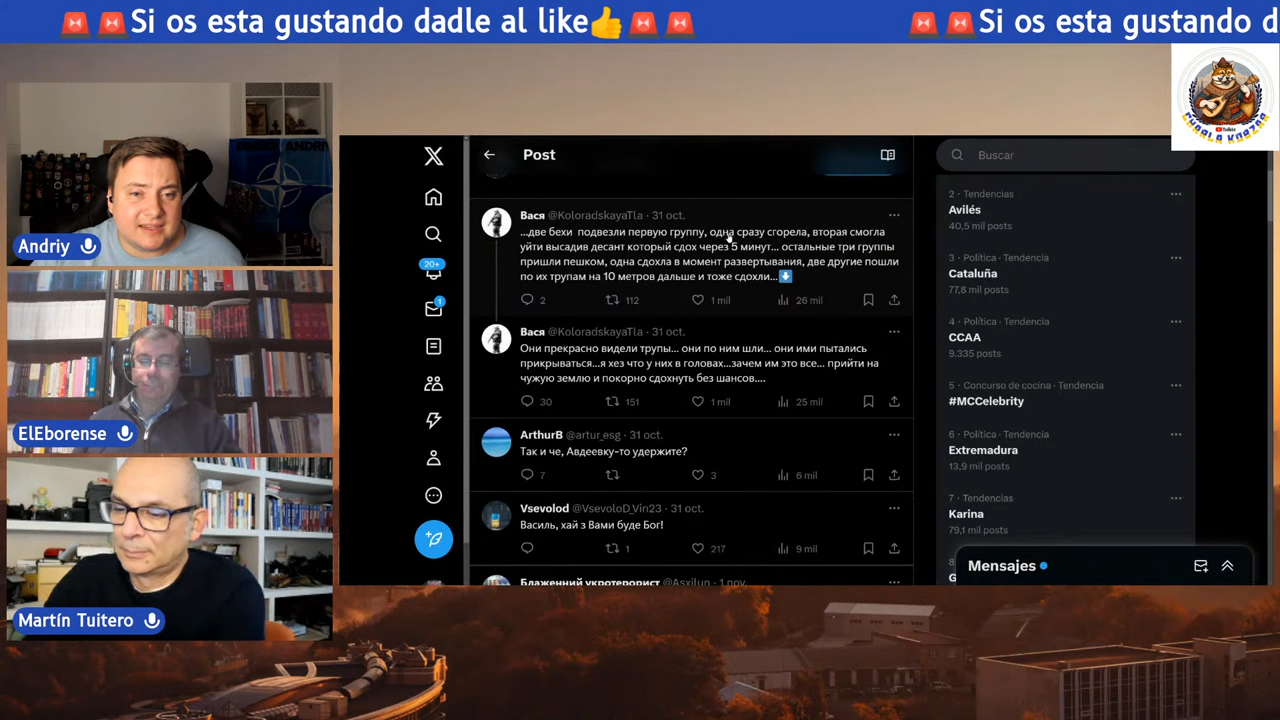 🚨🚨Si os esta gustando dadle al like👍🚨🚨
🚨🚨Si os esta gustando d
CHARLA KNAZAR
YouTube
Andriy
ElEborense
Martín Tuitero
20+
1
Post
Вася @KoloradskayaTla · 31 oct.
...две бехи подвезли первую группу, одна сразу сгорела, вторая смогла
уйти высадив десант который сдох через 5 минут... остальные три группы
пришли пешком, одна сдохла в момент развертывания, две другие пошли
по их трупам на 10 метров дальше и тоже сдохли...⬇️
2 112 1 mil 26 mil
Вася @KoloradskayaTla · 31 oct.
Они прекрасно видели трупы... они по ним шли... они ими пытались
прикрываться...я хез что у них в головах...зачем им это все... прийти на
чужую землю и покорно сдохнуть без шансов....
30 151 1 mil 25 mil
ArthurB @artur_esg · 31 oct.
Так и че, Авдеевку-то удержите?
7 3 6 mil
Vsevolod @VsevoloD_Vin23 · 31 oct.
Василь, хай з Вами буде Бог!
1 217 9 mil
Блаженний укротерорист @Asxilun · 1 nov.
Buscar
2 · Tendencias
Avilés
40,5 mil posts
3 · Política · Tendencia
Cataluña
77,8 mil posts
4 · Política · Tendencia
CCAA
9.335 posts
5 · Concurso de cocina · Tendencia
#MCCelebrity
6 · Política · Tendencia
Extremadura
13,9 mil posts
7 · Tendencias
Karina
79,1 mil posts
8
G
Mensajes